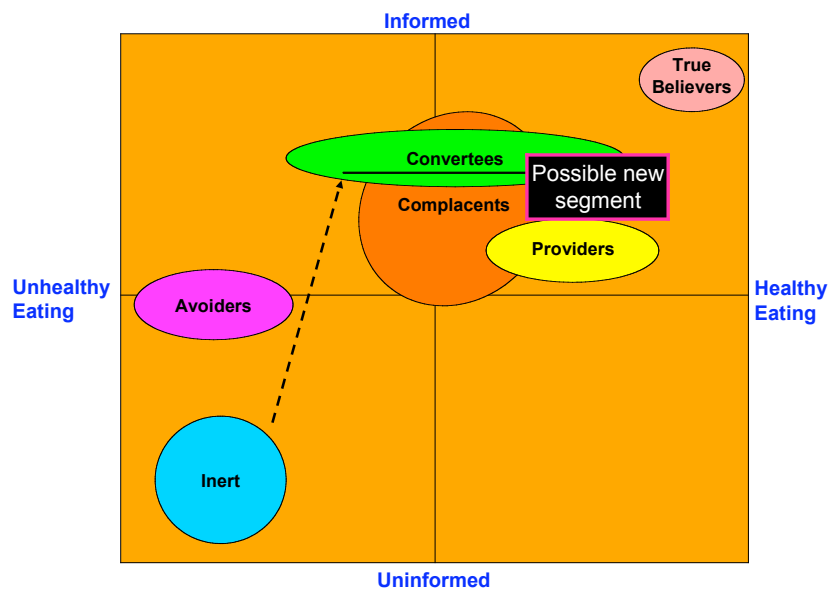 Informed
True
Believers
Convertees
Possible new
segment
Complacents
Providers
Unhealthy
Eating
Avoiders
Healthy
Eating
Inert
Uninformed